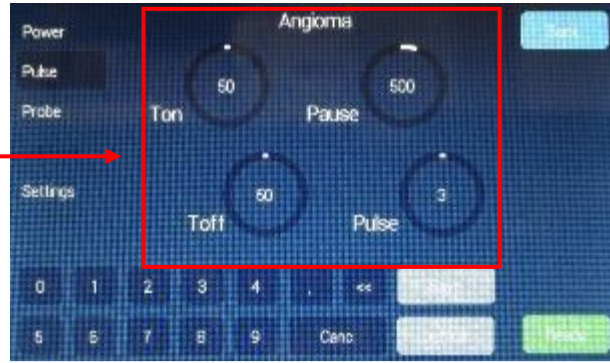 Angioma
Power
Pulse
Probe
Settings
50
Ton
500
Pause
60
Toff
3
Pulse
0 1 2 3 4 . <<
5 6 7 8 9 Canc